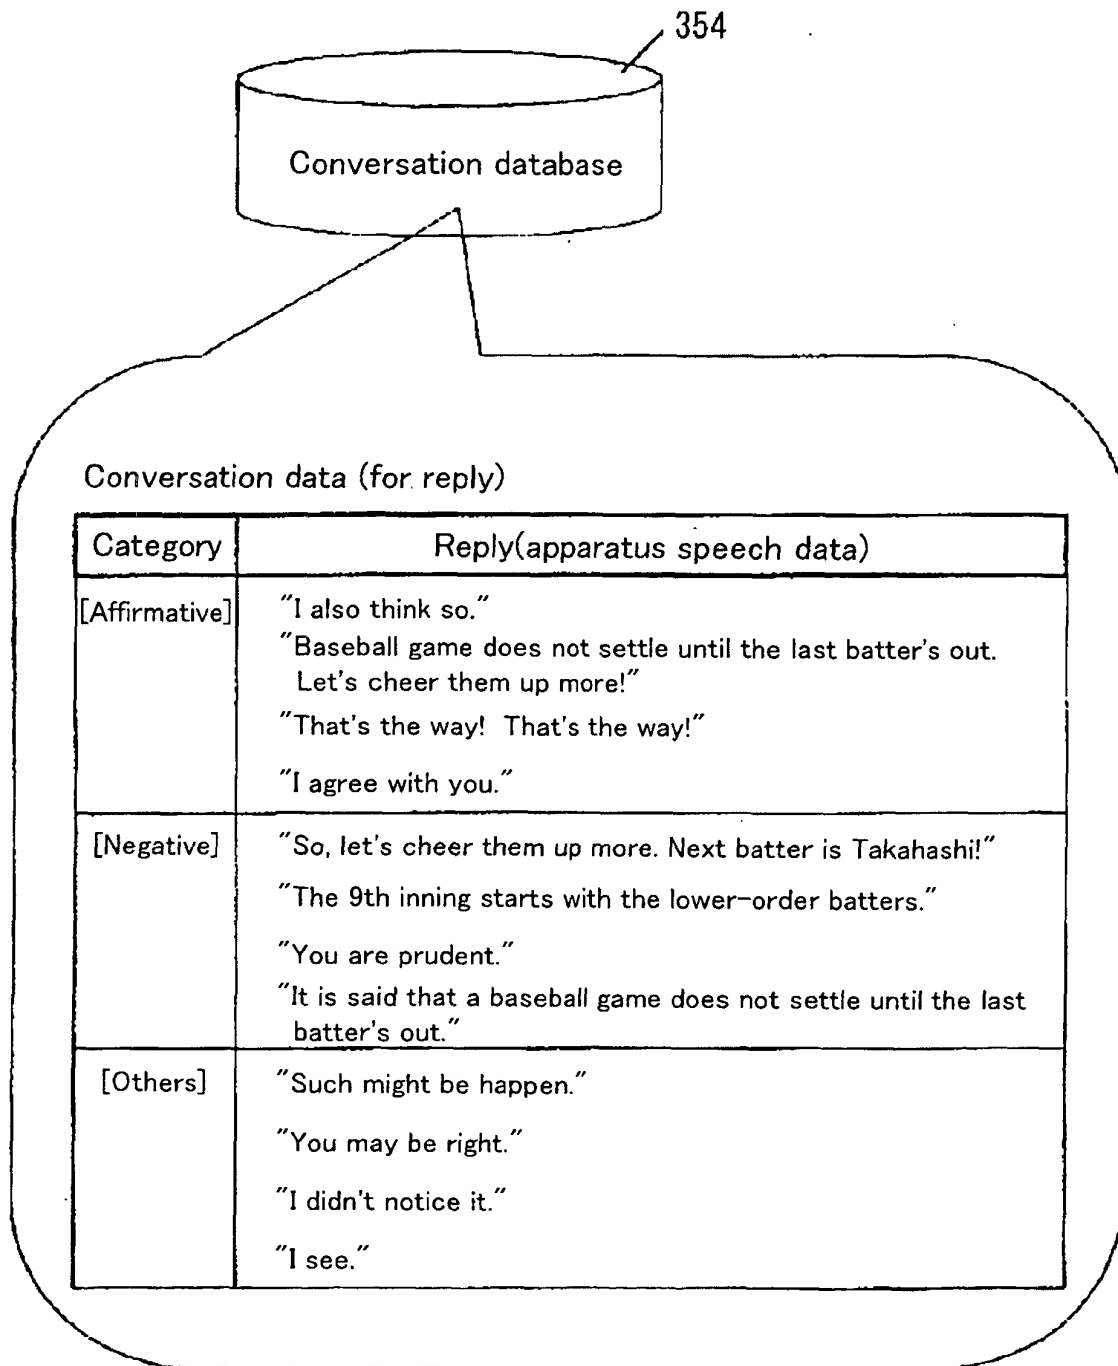 354
Conversation database
Conversation data (for reply)
Category Reply(apparatus speech data)
[Affirmative] "I also think so."
"Baseball game does not settle until the last batter's out.
Let's cheer them up more!"
"That's the way! That's the way!"
"I agree with you."
[Negative] "So, let's cheer them up more. Next batter is Takahashi!"
"The 9th inning starts with the lower-order batters."
"You are prudent."
"It is said that a baseball game does not settle until the last
batter's out."
[Others] "Such might be happen."
"You may be right."
"I didn't notice it."
"I see."